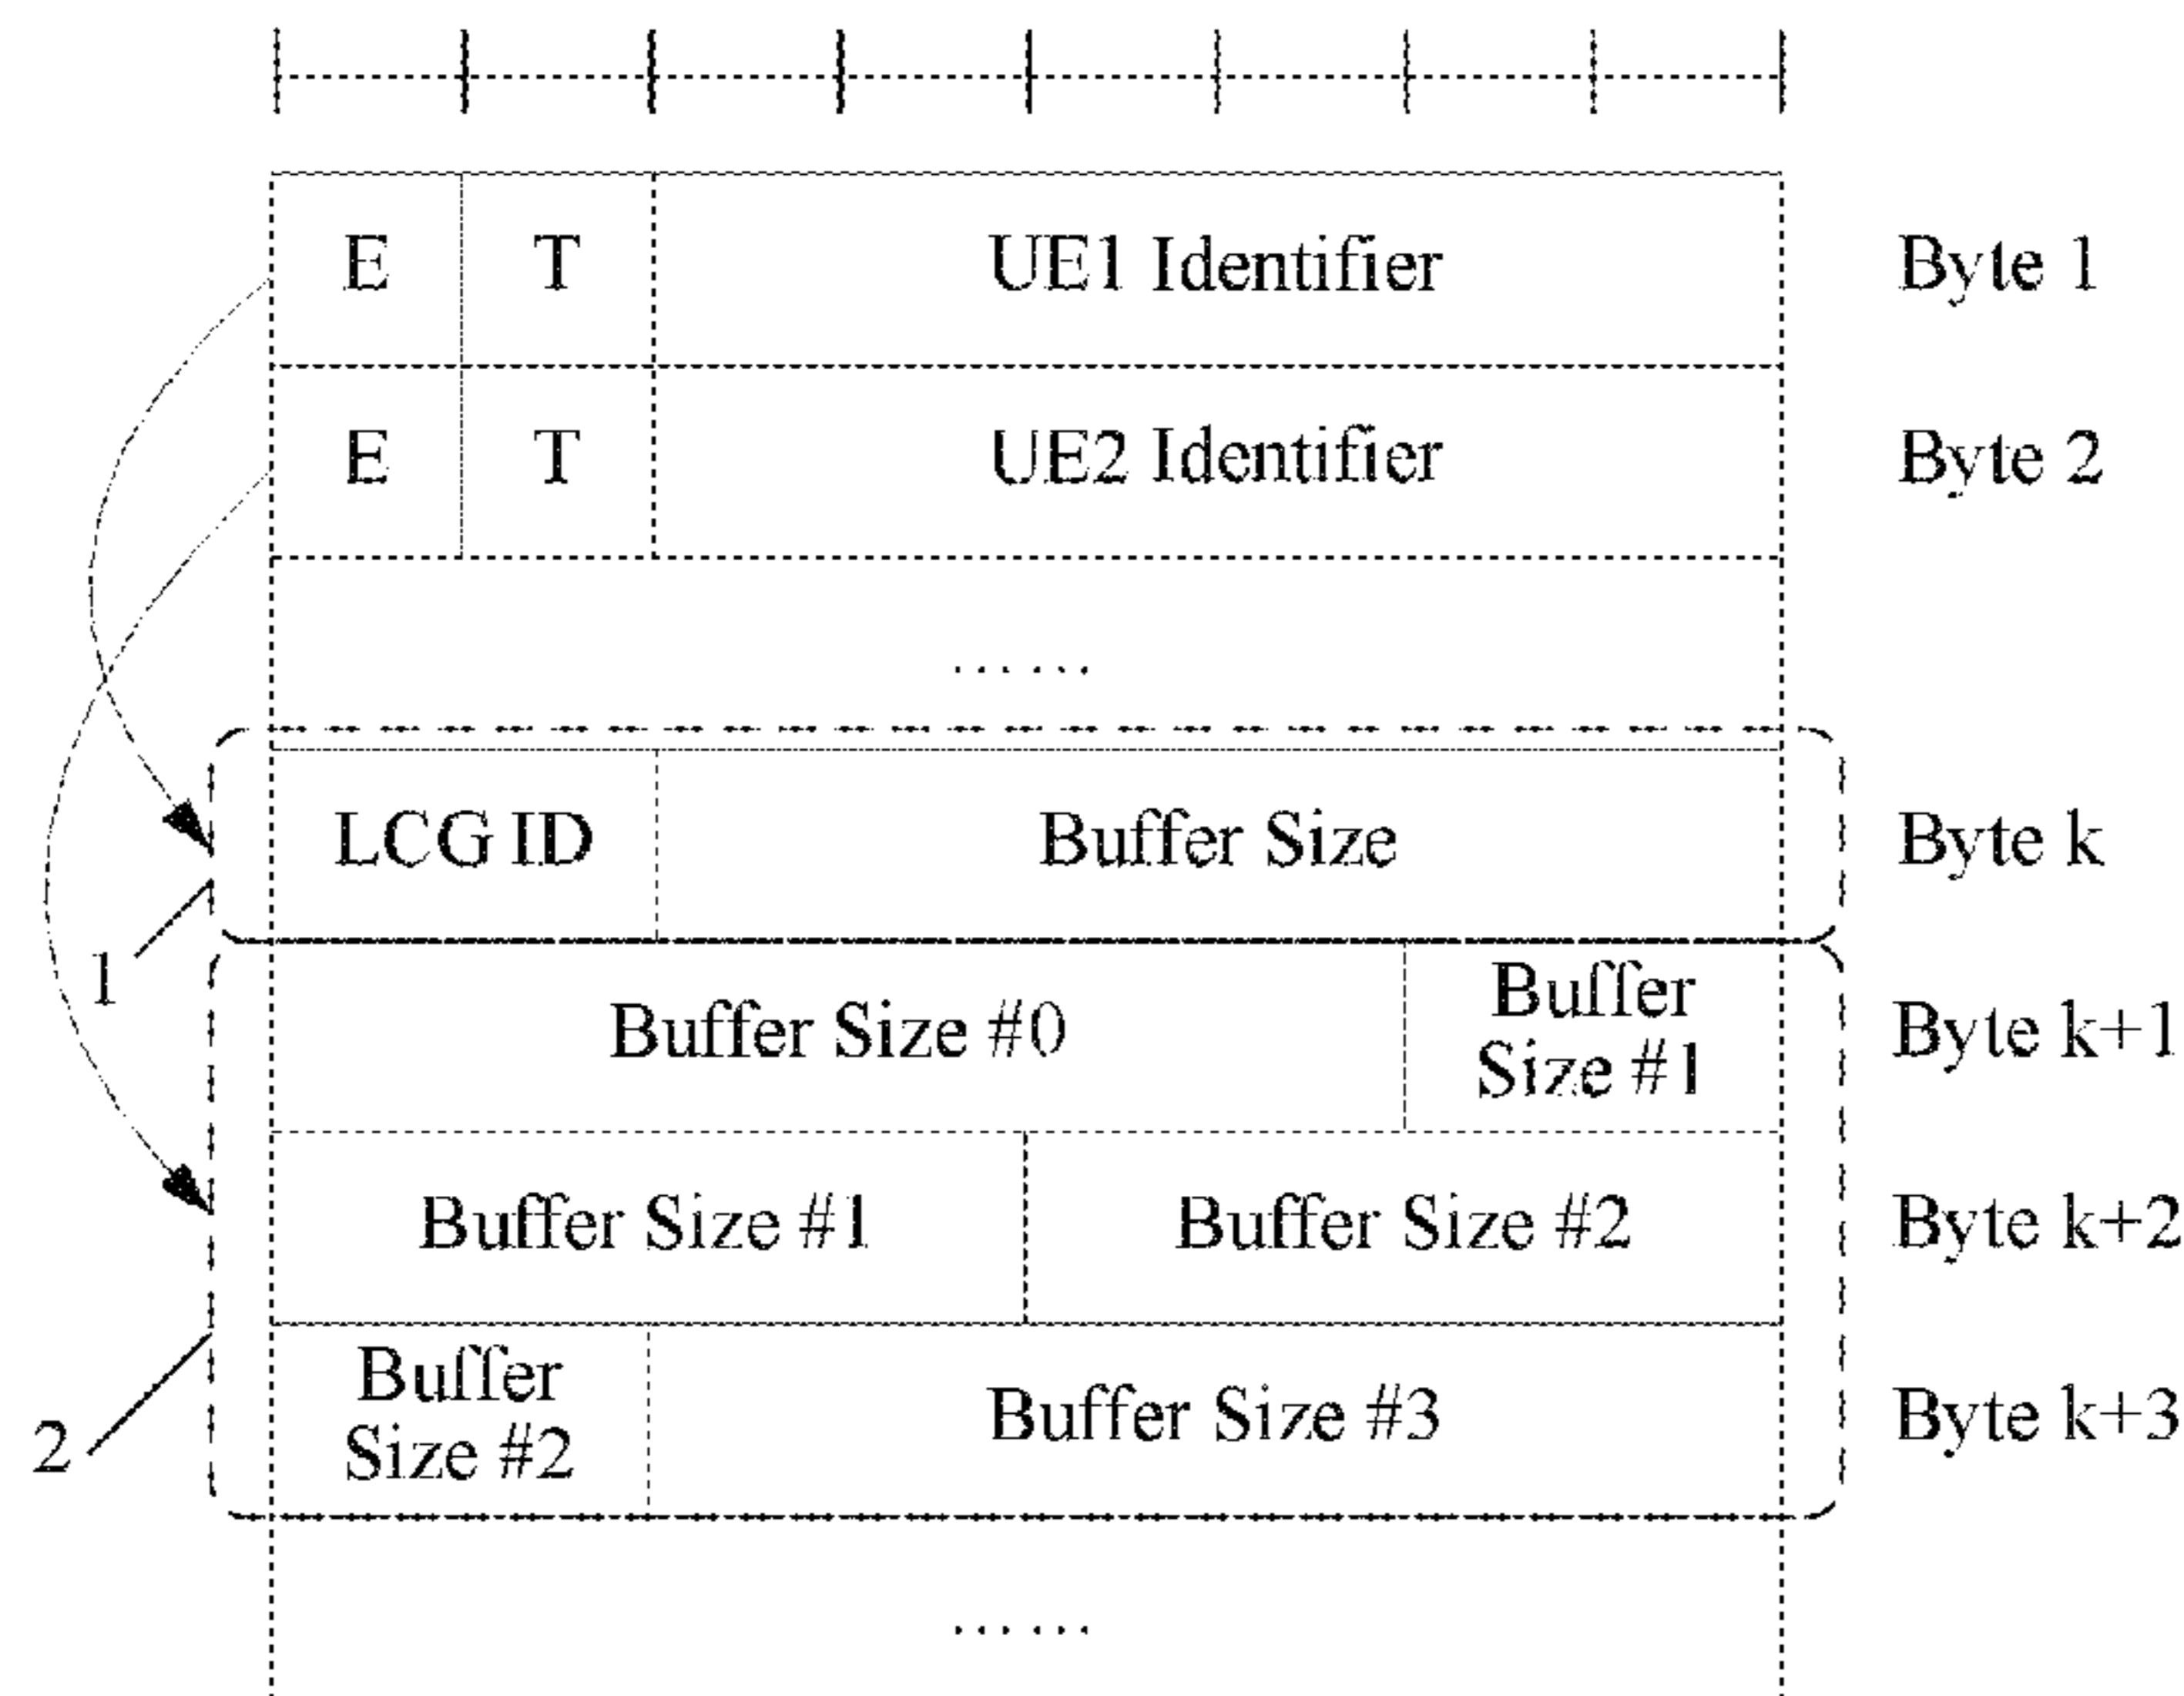 E T UE1 Identifier Byte 1
E T UE2 Identifier Byte 2
......
LCG ID Buffer Size Byte k
1
Buffer Size #0 Buffer
Size #1 Byte k+1
Buffer Size #1 Buffer Size #2 Byte k+2
2
Buffer
Size #2 Buffer Size #3 Byte k+3
......